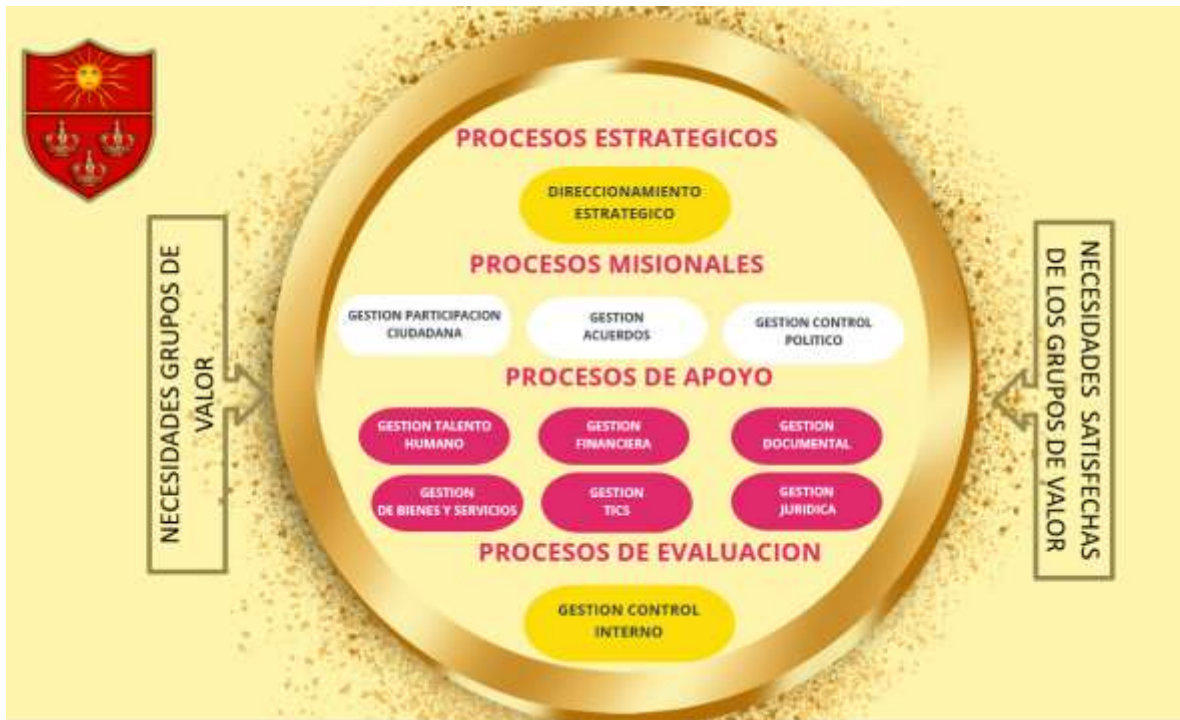 PROCESOS ESTRATEGICOS
DIRECCIONAMIENTO
ESTRATEGICO
PROCESOS MISIONALES
GESTION PARTICIPACION
CIUDADANA
GESTION
ACUERDOS
GESTION CONTROL
POLITICO
PROCESOS DE APOYO
GESTION TALENTO
HUMANO
GESTION
FINANCIERA
GESTION
DOCUMENTAL
GESTION
DE BIENES Y SERVICIOS
GESTION
TICS
GESTION
JURIDICA
PROCESOS DE EVALUACION
GESTION CONTROL
INTERNO
NECESIDADES GRUPOS DE
VALOR
NECESIDADES SATISFECHAS
DE LOS GRUPOS DE VALOR